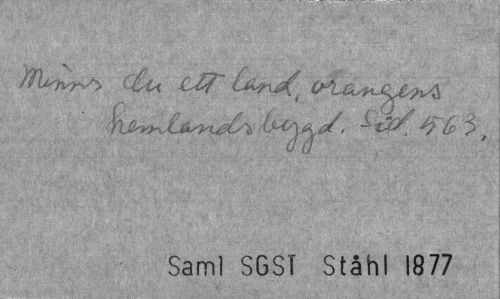 Minns du ett land, orangens
hemlandsbygd. Sid. 563.
Saml SGST Ståhl 1877